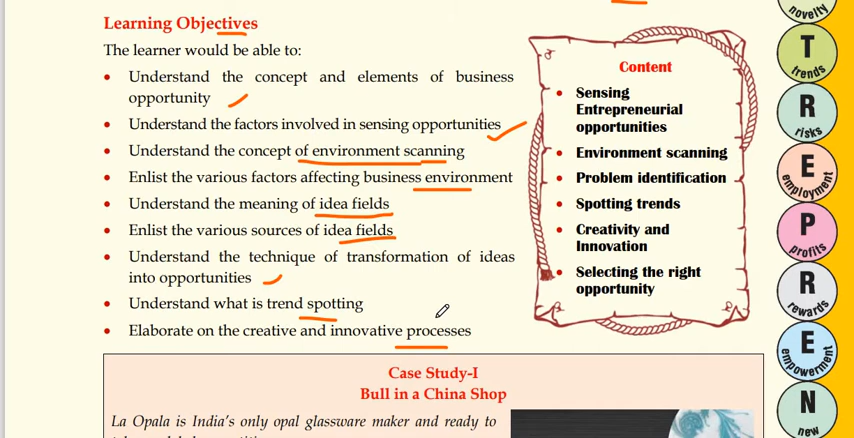 Learning Objectives
The learner would be able to:
• Understand the concept and elements of business
opportunity
• Understand the factors involved in sensing opportunities
• Understand the concept of environment scanning
• Enlist the various factors affecting business environment
• Understand the meaning of idea fields
• Enlist the various sources of idea fields
• Understand the technique of transformation of ideas
into opportunities
• Understand what is trend spotting
• Elaborate on the creative and innovative processes
Content
• Sensing
Entrepreneurial
opportunities
• Environment scanning
• Problem identification
• Spotting trends
• Creativity and
Innovation
• Selecting the right
opportunity
Case Study-I
Bull in a China Shop
La Opala is India's only opal glassware maker and ready to
novelty
T
trends
R
risks
E
employment
P
profits
R
rewards
E
empowerment
N
new